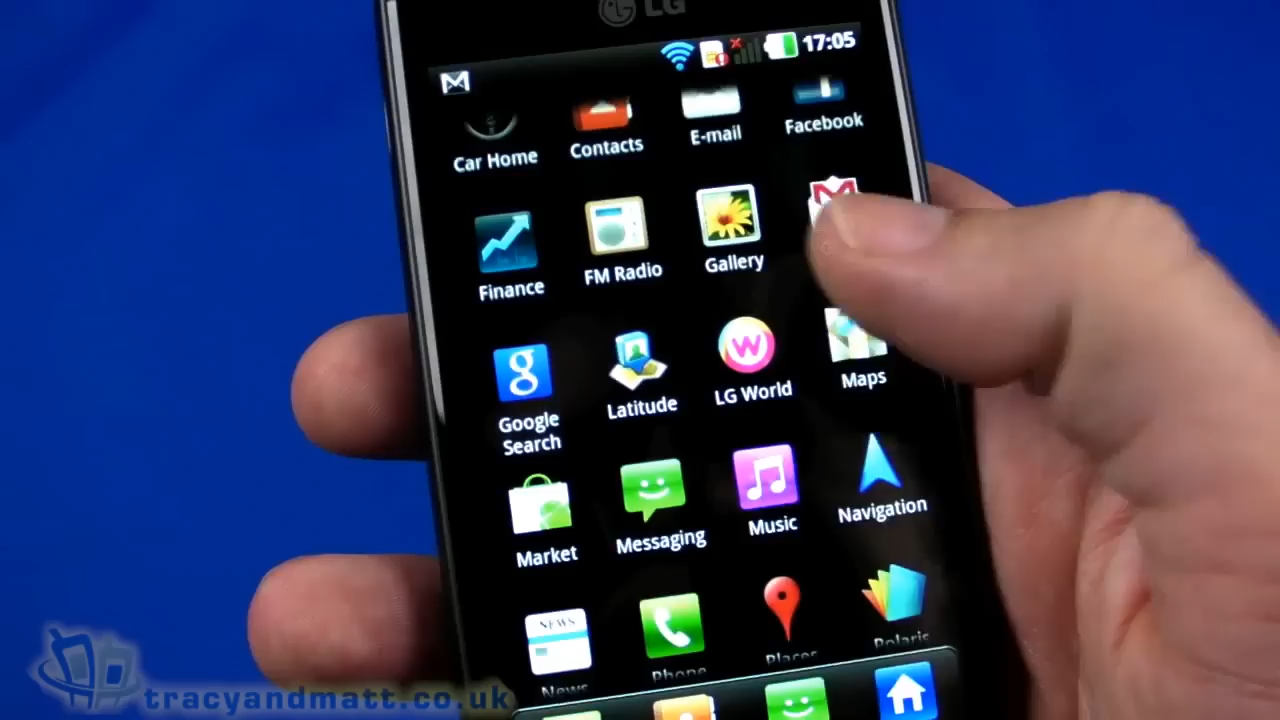 LG
17:05
Car Home
Contacts
E-mail
Facebook
Finance
FM Radio
Gallery
Google
Search
Latitude
LG World
Maps
Market
Messaging
Music
Navigation
NEWS
News
Phone
Places
Polaris
tracyandmatt.co.uk